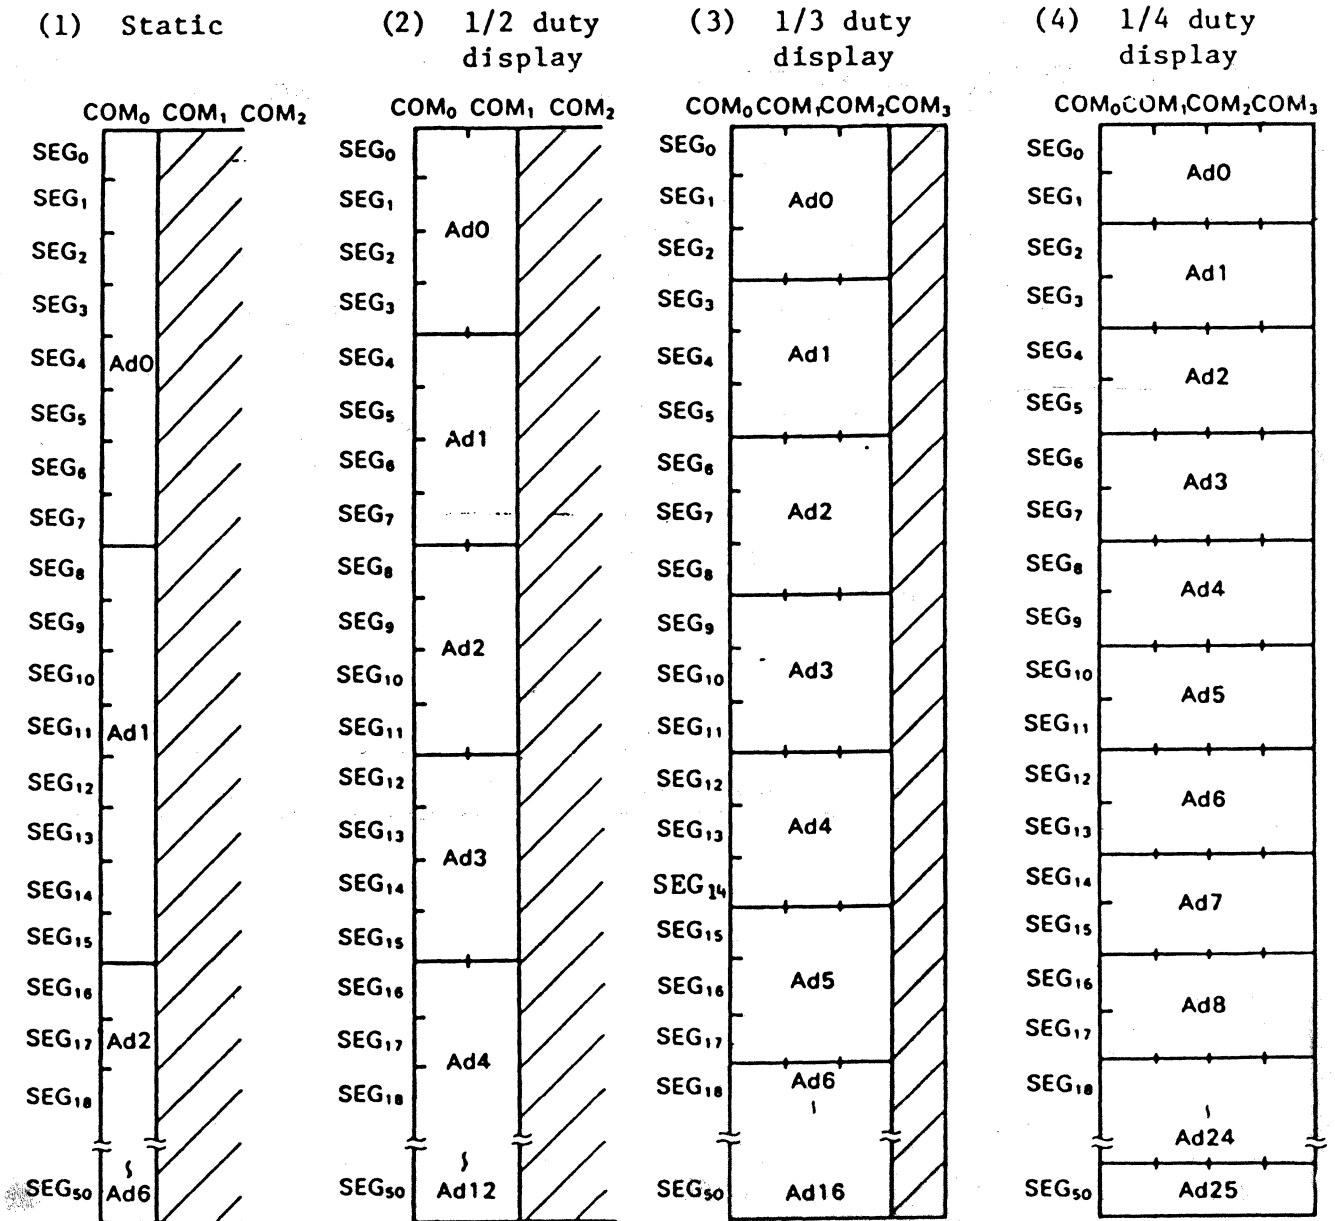 (1) Static
COM₀ COM₁ COM₂
SEG₀
SEG₁
SEG₂
SEG₃
SEG₄
SEG₅
SEG₆
SEG₇
SEG₈
SEG₉
SEG₁₀
SEG₁₁
SEG₁₂
SEG₁₃
SEG₁₄
SEG₁₅
SEG₁₆
SEG₁₇
SEG₁₈
SEG₅₀
Ad0
Ad1
Ad2
Ad6
(2) 1/2 duty
display
COM₀ COM₁ COM₂
SEG₀
SEG₁
SEG₂
SEG₃
SEG₄
SEG₅
SEG₆
SEG₇
SEG₈
SEG₉
SEG₁₀
SEG₁₁
SEG₁₂
SEG₁₃
SEG₁₄
SEG₁₅
SEG₁₆
SEG₁₇
SEG₁₈
SEG₅₀
Ad0
Ad1
Ad2
Ad3
Ad4
Ad12
(3) 1/3 duty
display
COM₀ COM₁ COM₂ COM₃
SEG₀
SEG₁
SEG₂
SEG₃
SEG₄
SEG₅
SEG₆
SEG₇
SEG₈
SEG₉
SEG₁₀
SEG₁₁
SEG₁₂
SEG₁₃
SEG₁₄
SEG₁₅
SEG₁₆
SEG₁₇
SEG₁₈
SEG₅₀
Ad0
Ad1
Ad2
Ad3
Ad4
Ad5
Ad6
Ad16
(4) 1/4 duty
display
COM₀ COM₁ COM₂ COM₃
SEG₀
SEG₁
SEG₂
SEG₃
SEG₄
SEG₅
SEG₆
SEG₇
SEG₈
SEG₉
SEG₁₀
SEG₁₁
SEG₁₂
SEG₁₃
SEG₁₄
SEG₁₅
SEG₁₆
SEG₁₇
SEG₁₈
SEG₅₀
Ad0
Ad1
Ad2
Ad3
Ad4
Ad5
Ad6
Ad7
Ad8
Ad24
Ad25